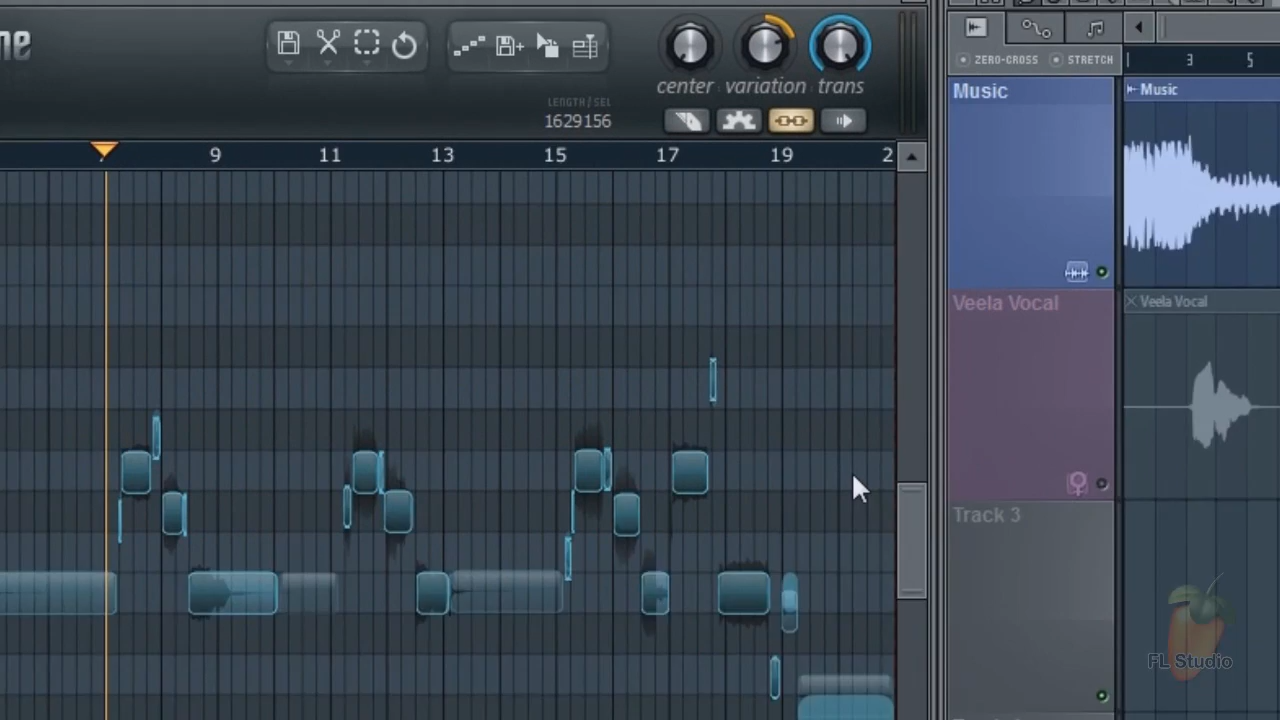 ne
center variation trans
LENGTH/SEL
1629156
9 11 13 15 17 19 2
ZERO-CROSS STRETCH
3 5
Music
Music
Veela Vocal
Veela Vocal
Track 3
FL Studio